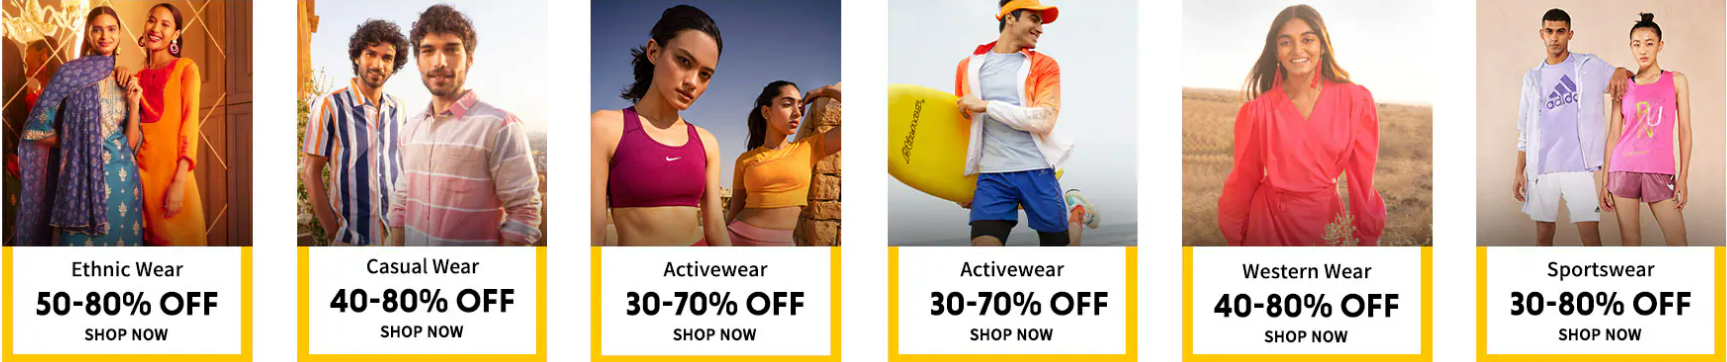 adidas
PU
Ethnic Wear
50-80% OFF
SHOP NOW
Casual Wear
40-80% OFF
SHOP NOW
Activewear
30-70% OFF
SHOP NOW
Activewear
30-70% OFF
SHOP NOW
Western Wear
40-80% OFF
SHOP NOW
Sportswear
30-80% OFF
SHOP NOW